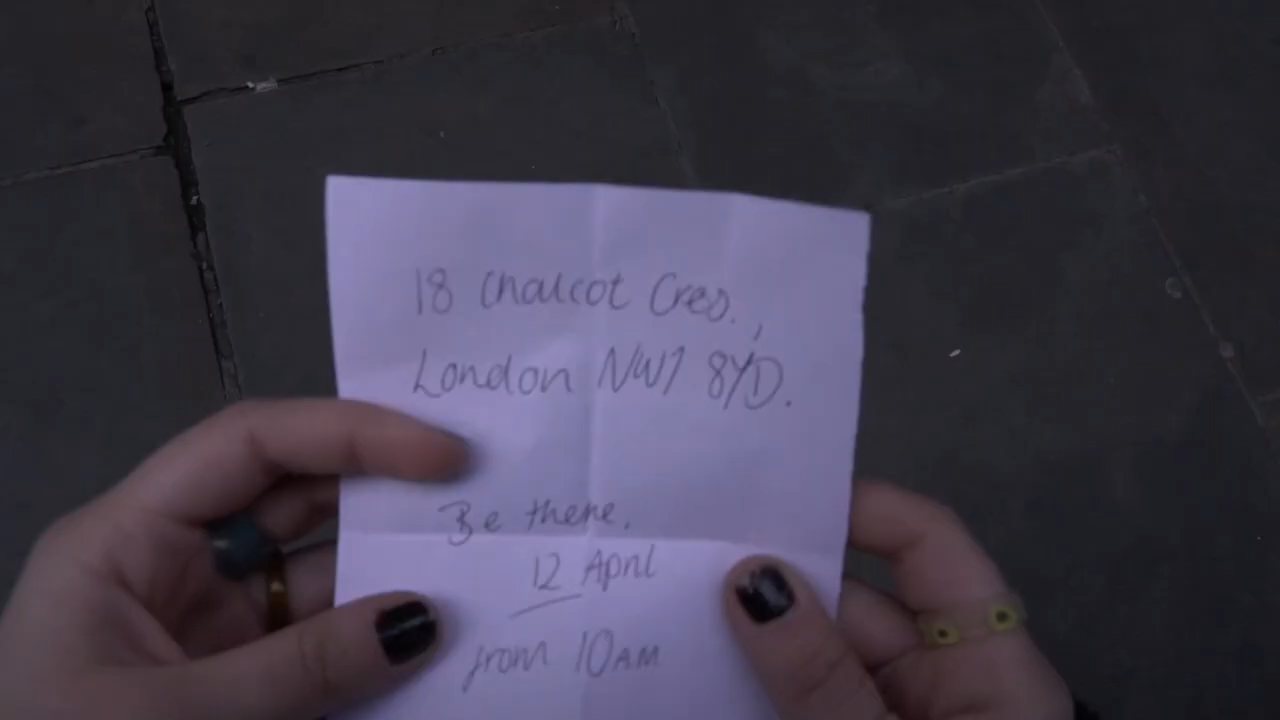 18 Chalcot Cres.,
London NW1 8YD.
Be there,
12 April
from 10AM